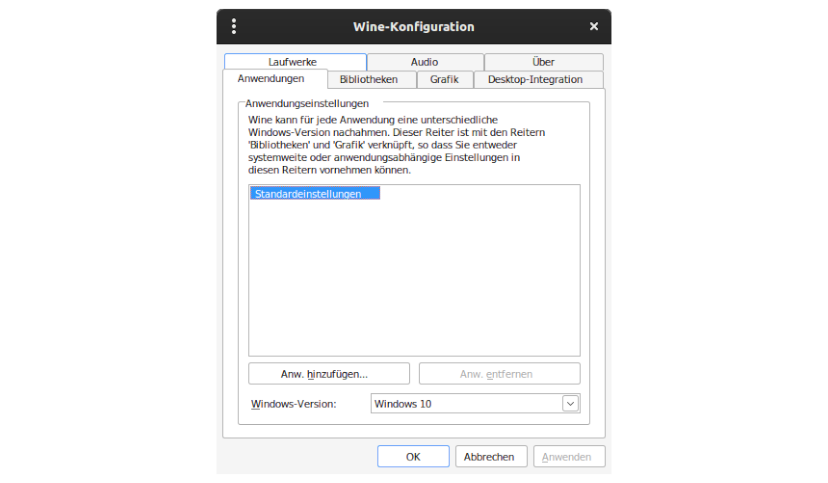 Wine-Konfiguration
Laufwerke
Audio
Über
Anwendungen
Bibliotheken
Grafik
Desktop-Integration
Anwendungseinstellungen
Wine kann für jede Anwendung eine unterschiedliche
Windows-Version nachahmen. Dieser Reiter ist mit den Reitern
'Bibliotheken' und 'Grafik' verknüpft, so dass Sie entweder
systemweite oder anwendungsabhängige Einstellungen in
diesen Reitern vornehmen können.
Standardeinstellungen
Anw. hinzufügen...
Anw. entfernen
Windows-Version:
Windows 10
OK
Abbrechen
Anwenden